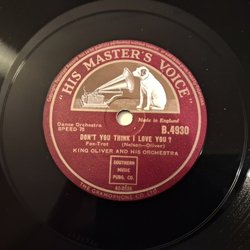 "HIS MASTER'S VOICE"
Made in England
Dance Orchestra
SPEED 78
B.4930
DON'T YOU THINK I LOVE YOU?
Fox-Trot
(Nelson-Oliver)
KING OLIVER AND HIS ORCHESTRA
SOUTHERN
MUSIC
PUBG. CO.
THE GRAMOPHONE CO. LTD.